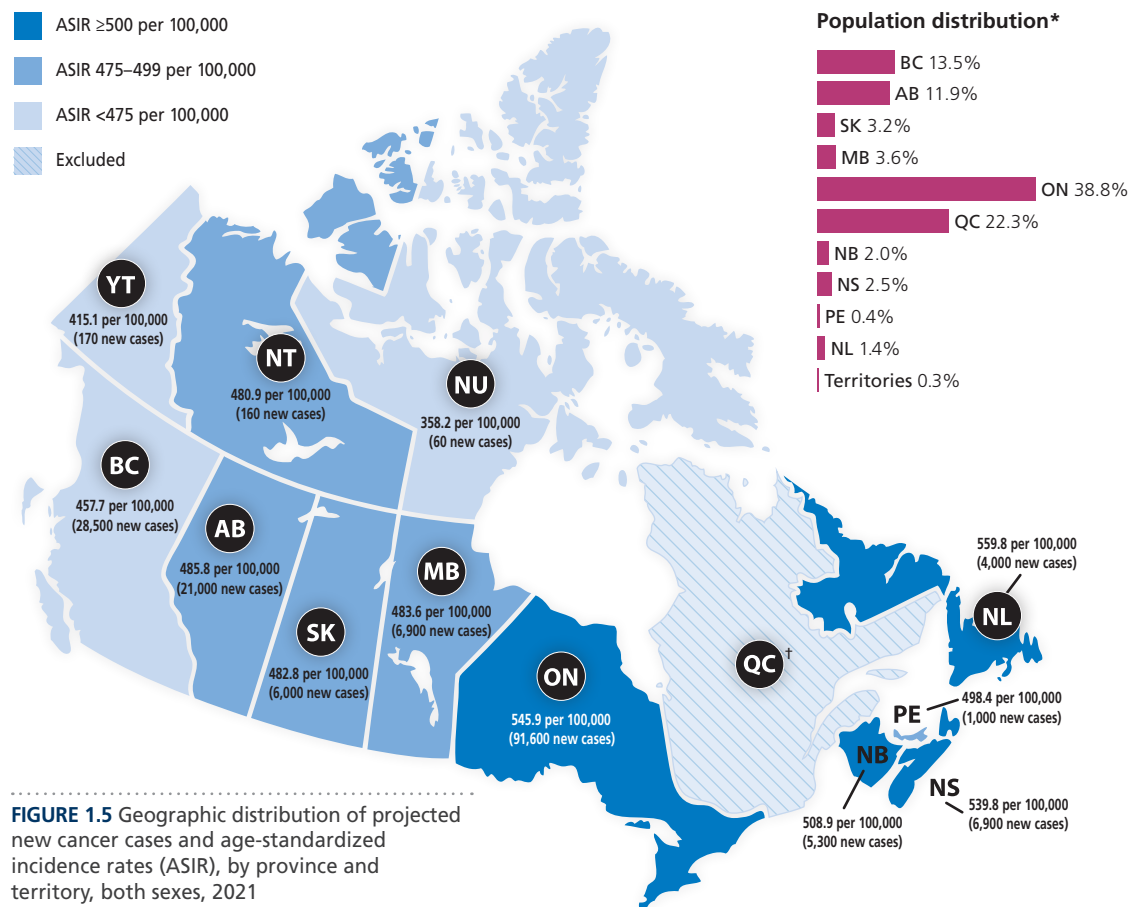 ASIR ≥500 per 100,000
ASIR 475–499 per 100,000
ASIR <475 per 100,000
Excluded
Population distribution*
BC 13.5%
AB 11.9%
SK 3.2%
MB 3.6%
ON 38.8%
QC 22.3%
NB 2.0%
NS 2.5%
PE 0.4%
NL 1.4%
Territories 0.3%
YT
415.1 per 100,000
(170 new cases)
NT
480.9 per 100,000
(160 new cases)
NU
358.2 per 100,000
(60 new cases)
BC
457.7 per 100,000
(28,500 new cases)
AB
485.8 per 100,000
(21,000 new cases)
SK
482.8 per 100,000
(6,000 new cases)
MB
483.6 per 100,000
(6,900 new cases)
ON
545.9 per 100,000
(91,600 new cases)
QC†
559.8 per 100,000
(4,000 new cases)
NL
PE
498.4 per 100,000
(1,000 new cases)
NB
508.9 per 100,000
(5,300 new cases)
NS
539.8 per 100,000
(6,900 new cases)
FIGURE 1.5 Geographic distribution of projected
new cancer cases and age-standardized
incidence rates (ASIR), by province and
territory, both sexes, 2021